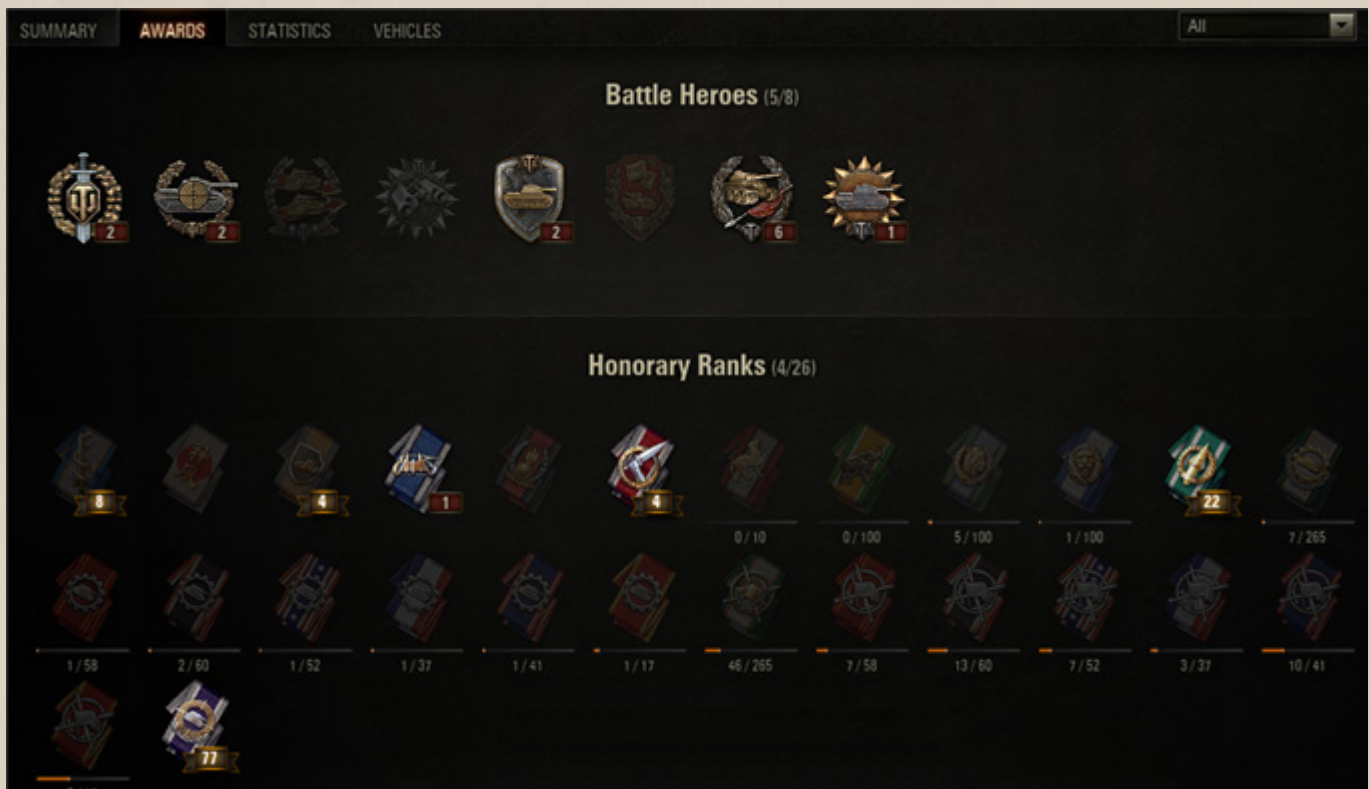 SUMMARY AWARDS STATISTICS VEHICLES All
Battle Heroes (5/8)
2 2 2 6 1
Honorary Ranks (4/26)
8 4 1 4 22
0/10 0/100 5/100 1/100 7/265
1/58 2/60 1/52 1/37 1/41 1/17 46/265 7/58 13/60 7/52 3/37 10/41
77